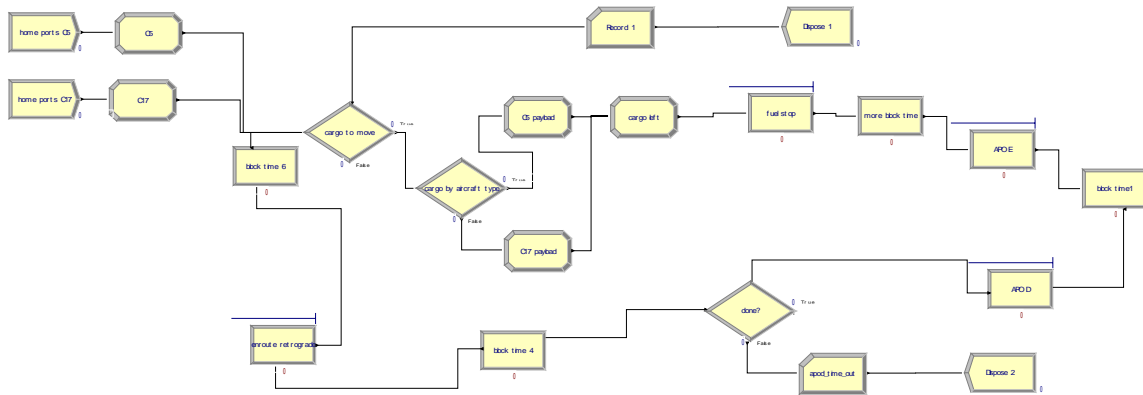 home ports C5
0
C5
Record 1
Dispose 1
0
home ports C17
0
C17
cargo to move
0
True
0
False
C5 payload
cargo left
fuel stop
0
more block time
0
APOE
0
block time 6
0
cargo by aircraft type
0
True
0
False
block time1
0
C17 payload
APOD
0
done?
0
True
0
False
enroute retrograde
0
block time 4
0
apod_time_out
Dispose 2
0